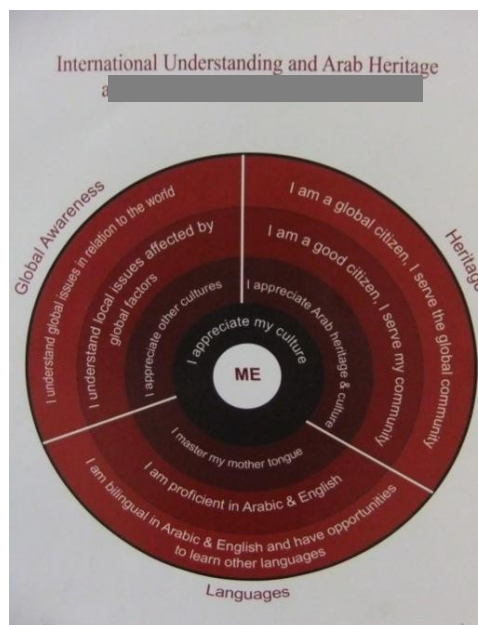 International Understanding and Arab Heritage
Global Awareness
I understand global issues in relation to the world
I understand local issues affected by
global factors
I appreciate other cultures
Heritage
I am a global citizen, I serve the global community
I am a good citizen, I serve my community
I appreciate Arab heritage & culture
I appreciate my culture
ME
I master my mother tongue
I am proficient in Arabic & English
I am bilingual in Arabic & English and have opportunities
to learn other languages
Languages